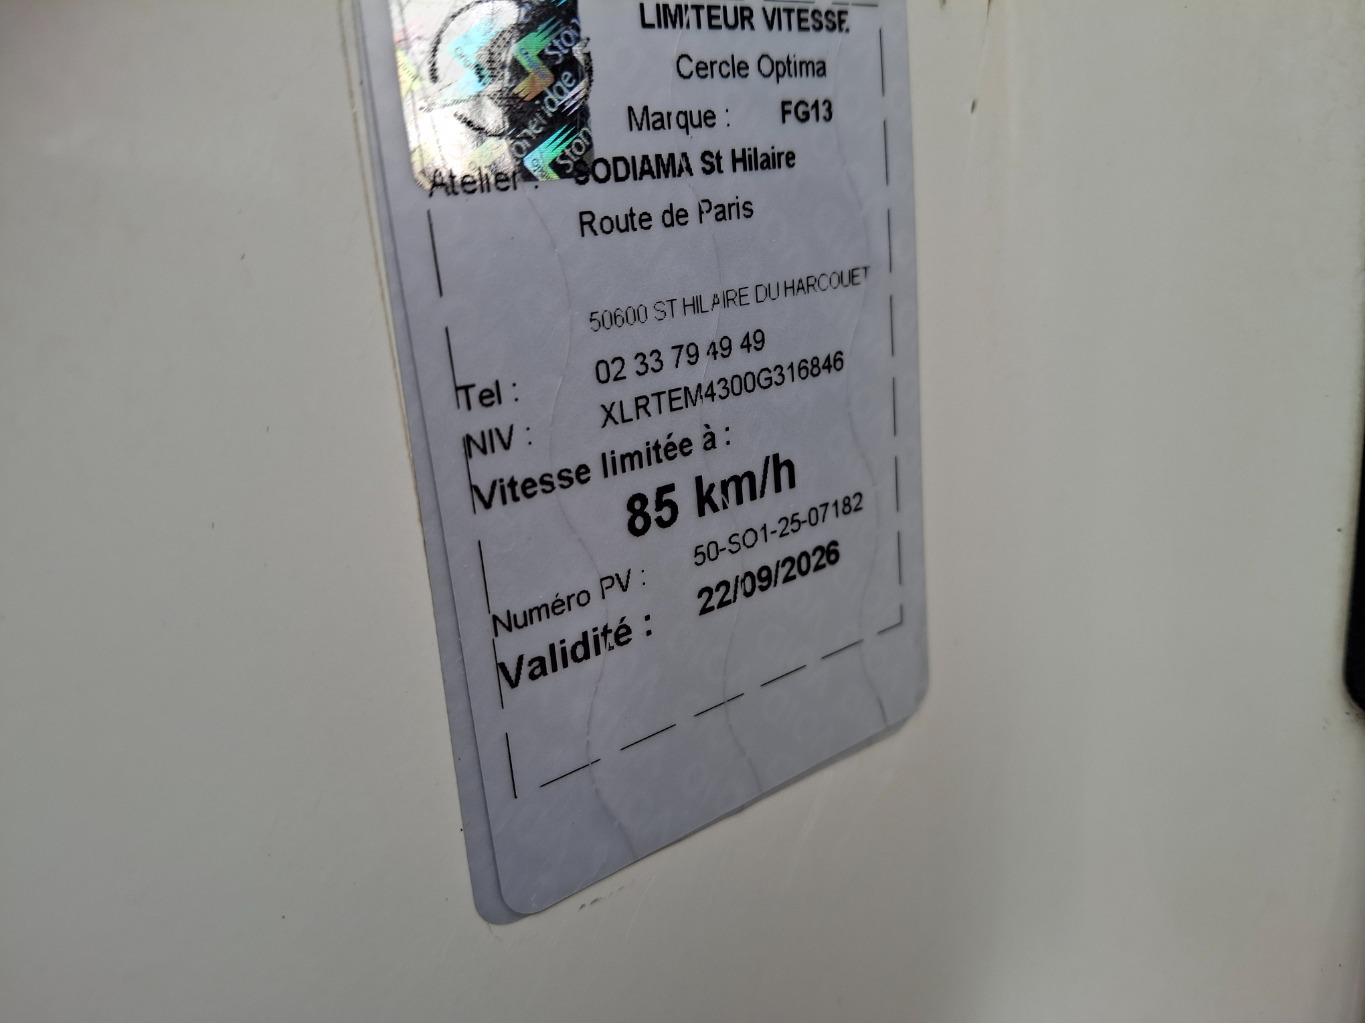 LIMITEUR VITESSE.
Cercle Optima
Marque : FG13
Atelier : SODIAMA St Hilaire
Route de Paris
50600 ST HILAIRE DU HARCOUET
Tel : 02 33 79 49 49
NIV : XLRTEM4300G316846
Vitesse limitée à :
85 km/h
Numéro PV : 50-SO1-25-07182
Validité : 22/09/2026